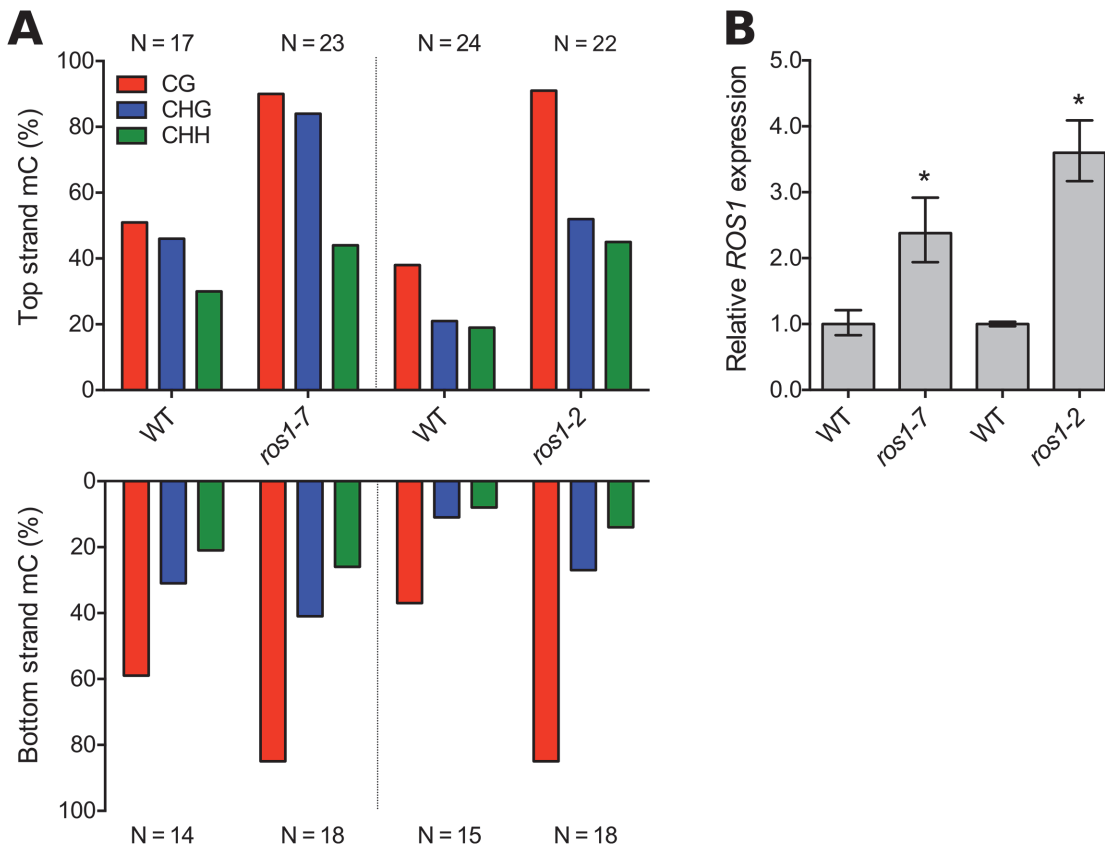 A
N = 17
N = 23
N = 24
N = 22
Top strand mC (%)
100
80
60
40
20
0
CG
CHG
CHH
WT
ros1-7
WT
ros1-2
Bottom strand mC (%)
0
20
40
60
80
100
N = 14
N = 18
N = 15
N = 18
B
Relative ROS1 expression
5.0
4.0
3.0
2.0
1.0
0.0
*
*
WT
ros1-7
WT
ros1-2